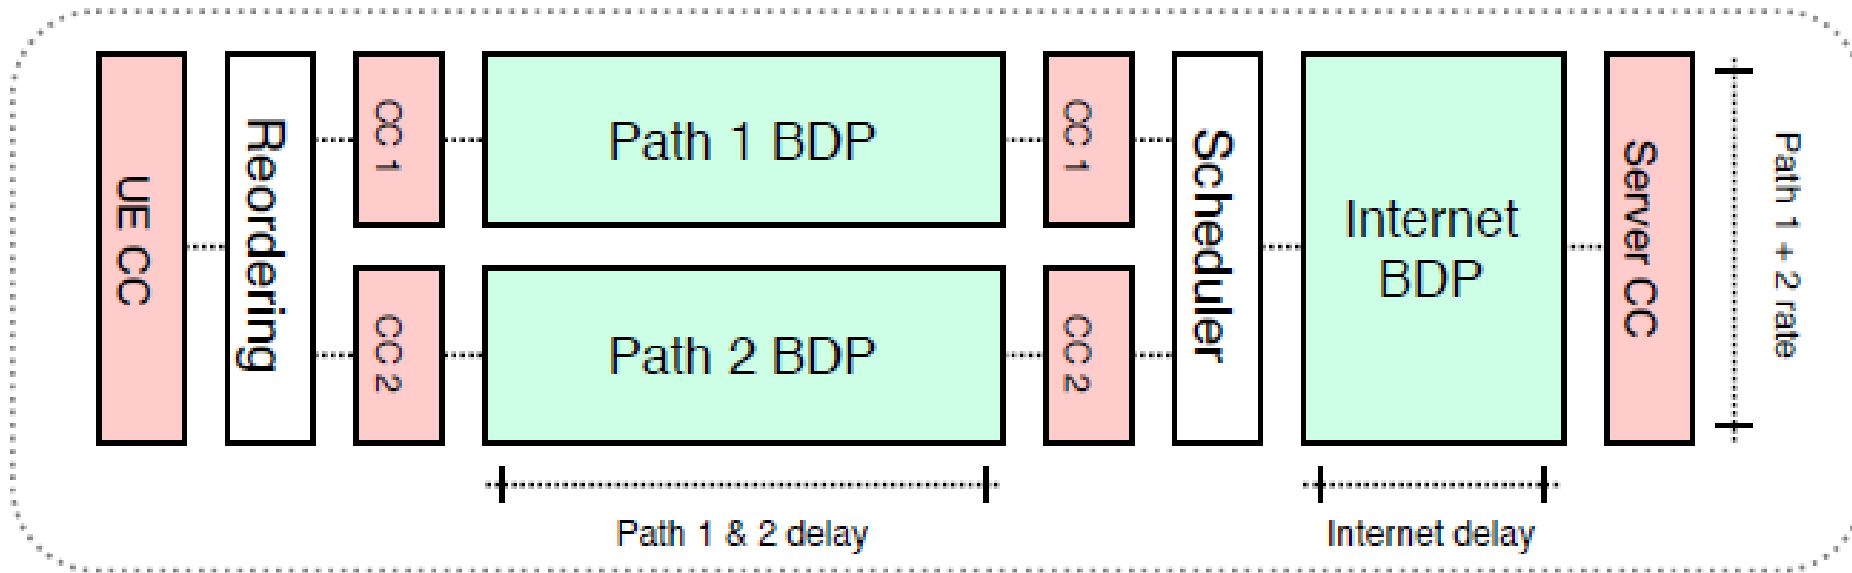 UE CC
Reordering
CC 1
CC 2
Path 1 BDP
Path 2 BDP
CC 1
CC 2
Scheduler
Internet
BDP
Server CC
Path 1 + 2 rate
Path 1 & 2 delay
Internet delay